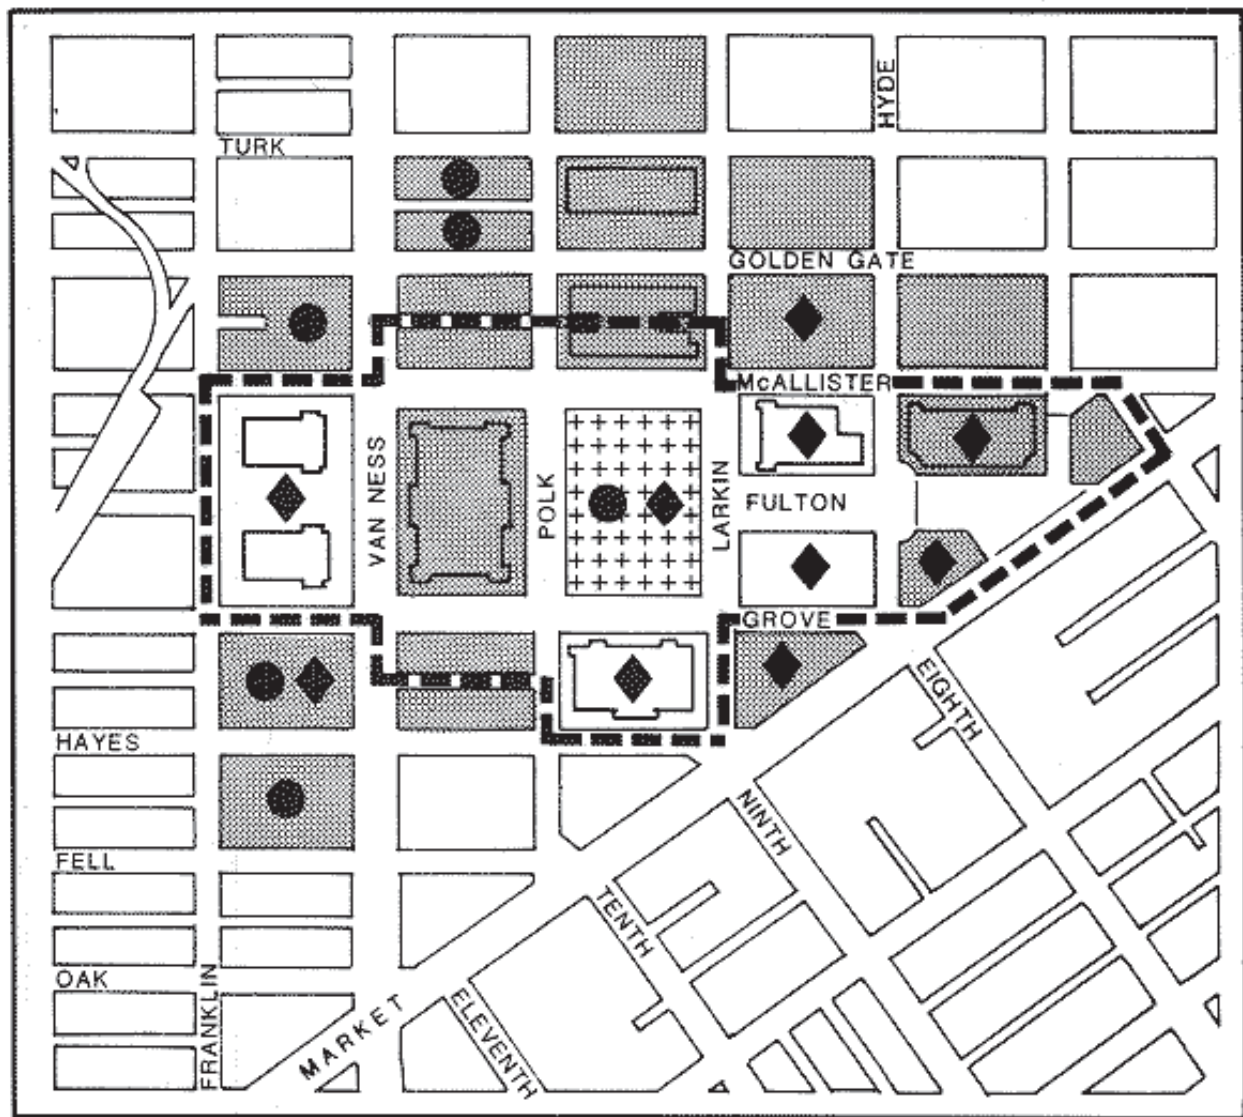 HYDE
TURK
GOLDEN GATE
McALLISTER
VAN NESS
POLK
LARKIN
FULTON
GROVE
EIGHTH
HAYES
NINTH
FELL
TENTH
OAK
FRANKLIN
MARKET
ELEVENTH